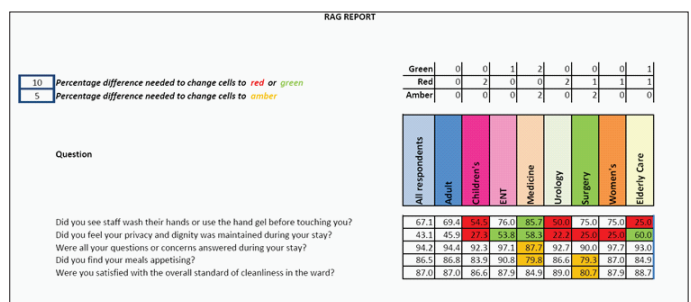 RAG REPORT
Green 0 0 1 2 0 0 0 1
Red 0 2 0 0 2 1 1 1
Amber 0 0 0 2 0 2 0 0
10 Percentage difference needed to change cells to red or green
5 Percentage difference needed to change cells to amber
Question All respondents Adult Children's ENT Medicine Urology Surgery Women's Elderly Care
Did you see staff wash their hands or use the hand gel before touching you? 67.1 69.4 54.5 76.0 85.7 50.0 75.0 75.0 25.0
Did you feel your privacy and dignity was maintained during your stay? 43.1 45.9 27.3 53.8 58.3 22.2 25.0 25.0 60.0
Were all your questions or concerns answered during your stay? 94.2 94.4 92.3 97.1 87.7 92.7 90.0 97.7 93.0
Did you find your meals appetising? 86.5 86.8 83.9 90.8 79.8 86.6 79.3 87.0 84.9
Were you satisfied with the overall standard of cleanliness in the ward? 87.0 87.0 86.6 87.9 84.9 89.0 80.7 87.9 88.7